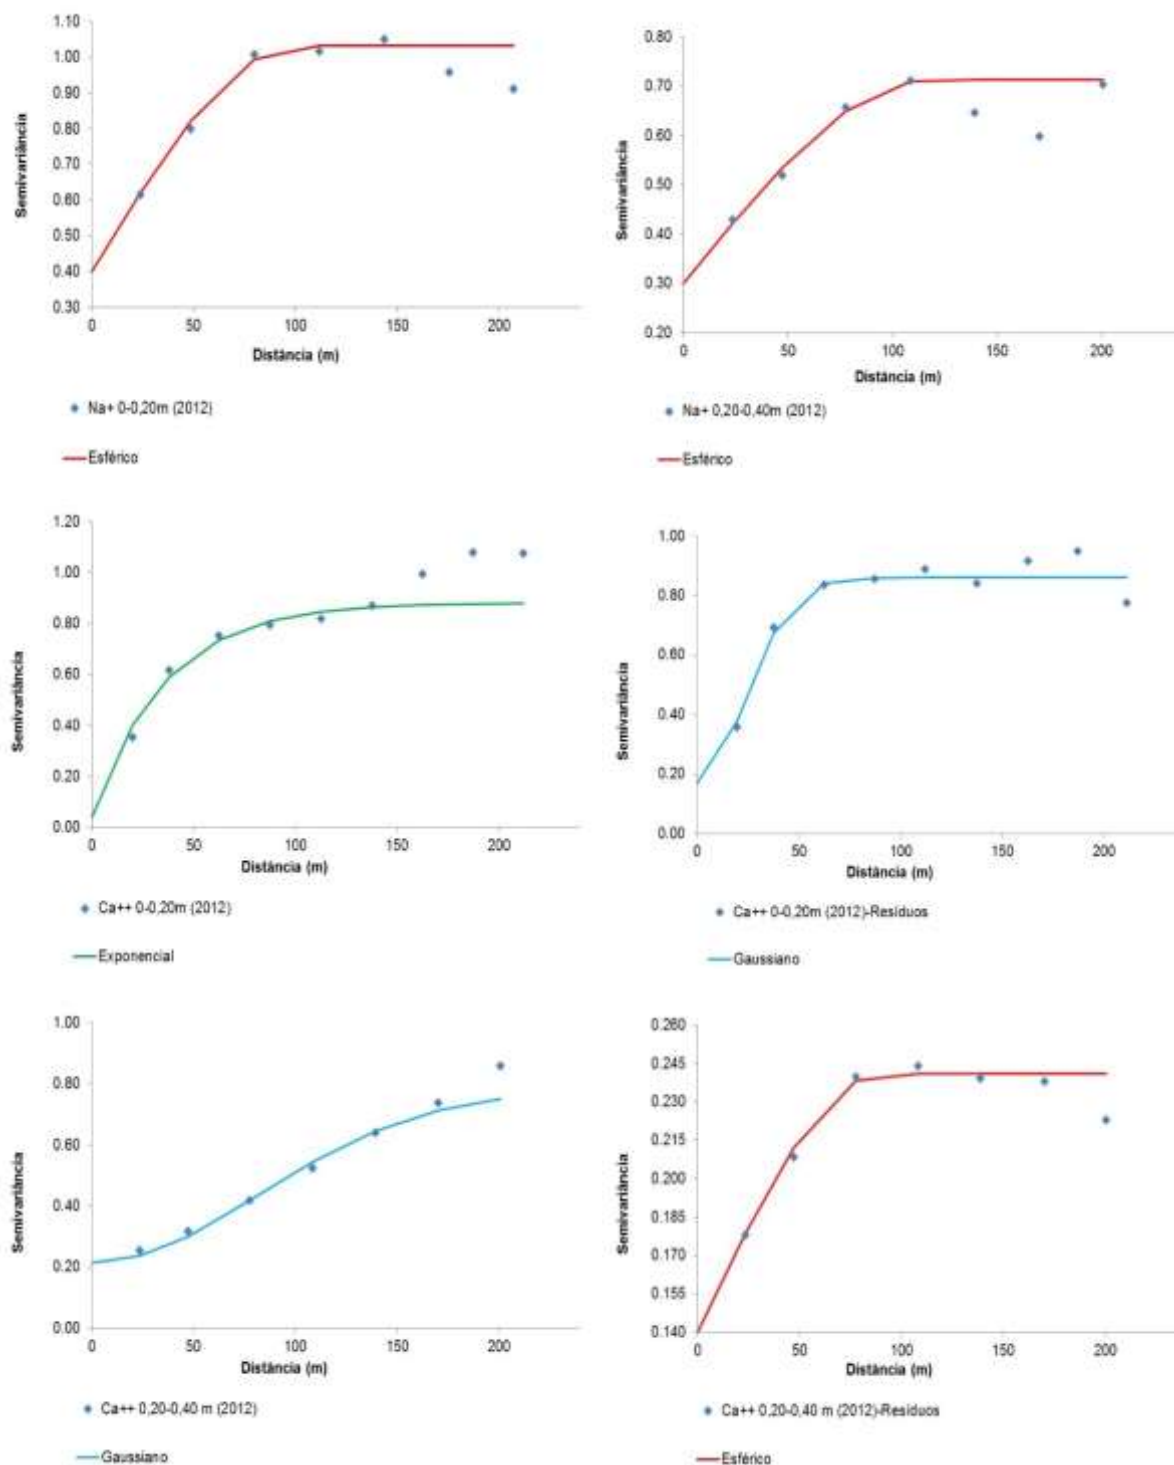 1.10
1.00
0.90
0.80
0.70
0.60
0.50
0.40
0.30
Semivariância
0 50 100 150 200
Distância (m)
Na+ 0-0,20m (2012)
Esférico
0.80
0.70
0.60
0.50
0.40
0.30
0.20
Semivariância
0 50 100 150 200
Distância (m)
Na+ 0,20-0,40m (2012)
Esférico
1.20
1.00
0.80
0.60
0.40
0.20
0.00
Semivariância
0 50 100 150 200
Distância (m)
Ca++ 0-0,20m (2012)
Exponencial
1.00
0.80
0.60
0.40
0.20
0.00
Semivariância
0 50 100 150 200
Distância (m)
Ca++ 0-0,20m (2012)-Resíduos
Gaussiano
1.00
0.80
0.60
0.40
0.20
0.00
Semivariância
0 50 100 150 200
Distância (m)
Ca++ 0,20-0,40 m (2012)
Gaussiano
0.260
0.245
0.230
0.215
0.200
0.185
0.170
0.155
0.140
Semivariância
0 50 100 150 200
Distância (m)
Ca++ 0,20-0,40 m (2012)-Resíduos
Esférico